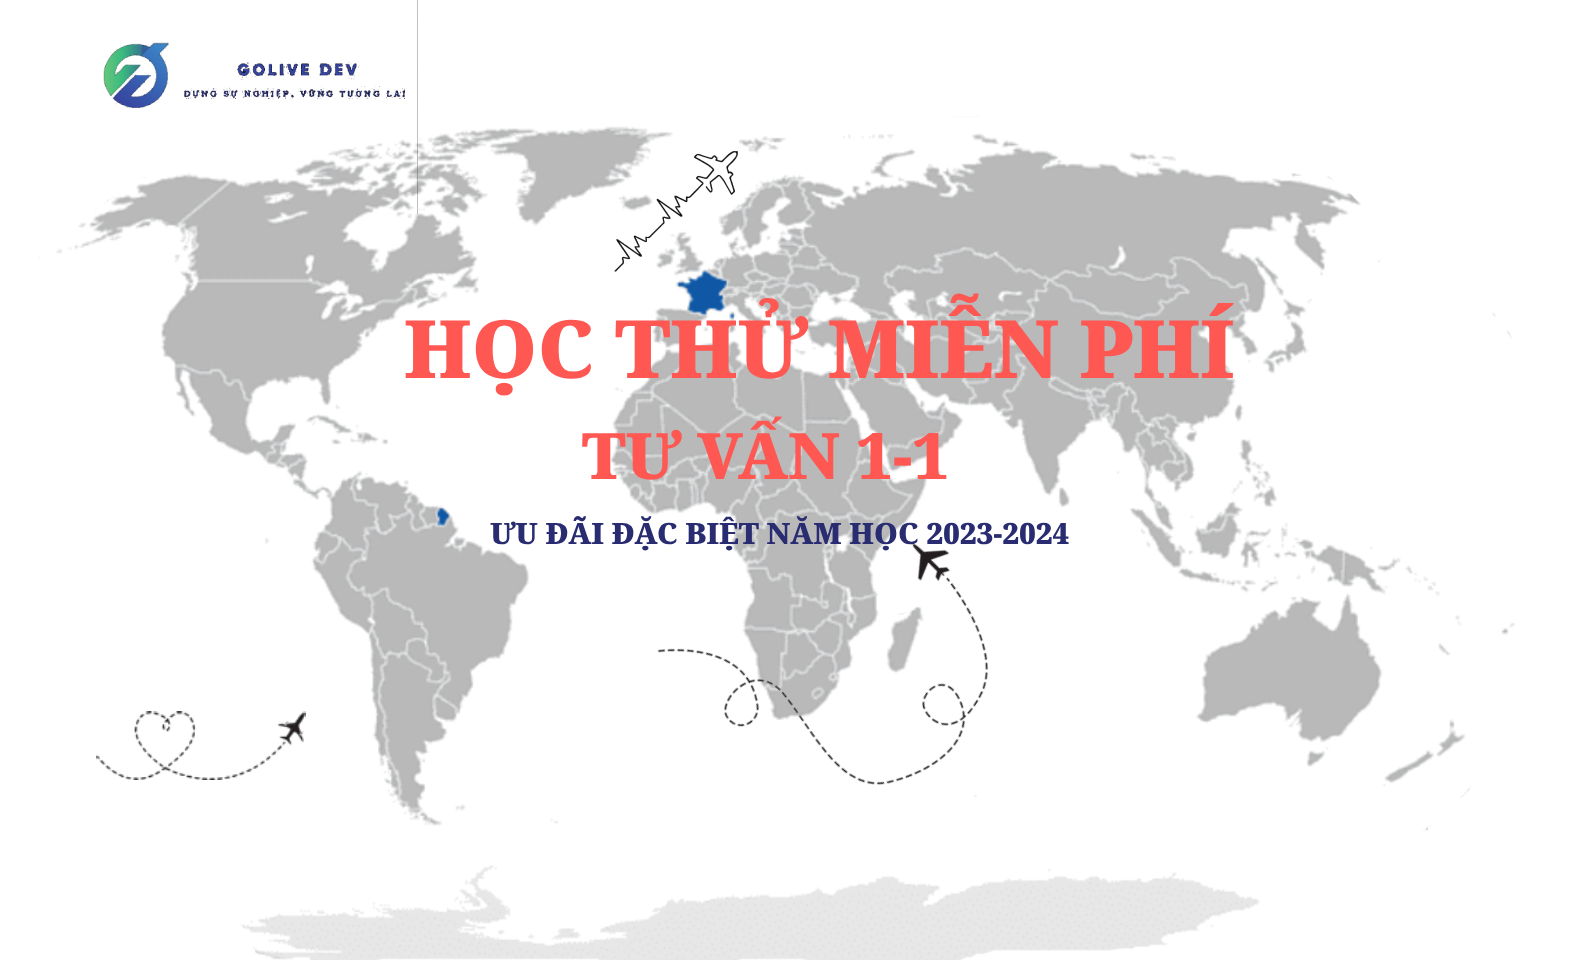 GOLIVE DEV
DỰNG SỰ NGHIỆP, VỮNG TƯƠNG LAI
HỌC THỬ MIỄN PHÍ
TƯ VẤN 1-1
ƯU ĐÃI ĐẶC BIỆT NĂM HỌC 2023-2024